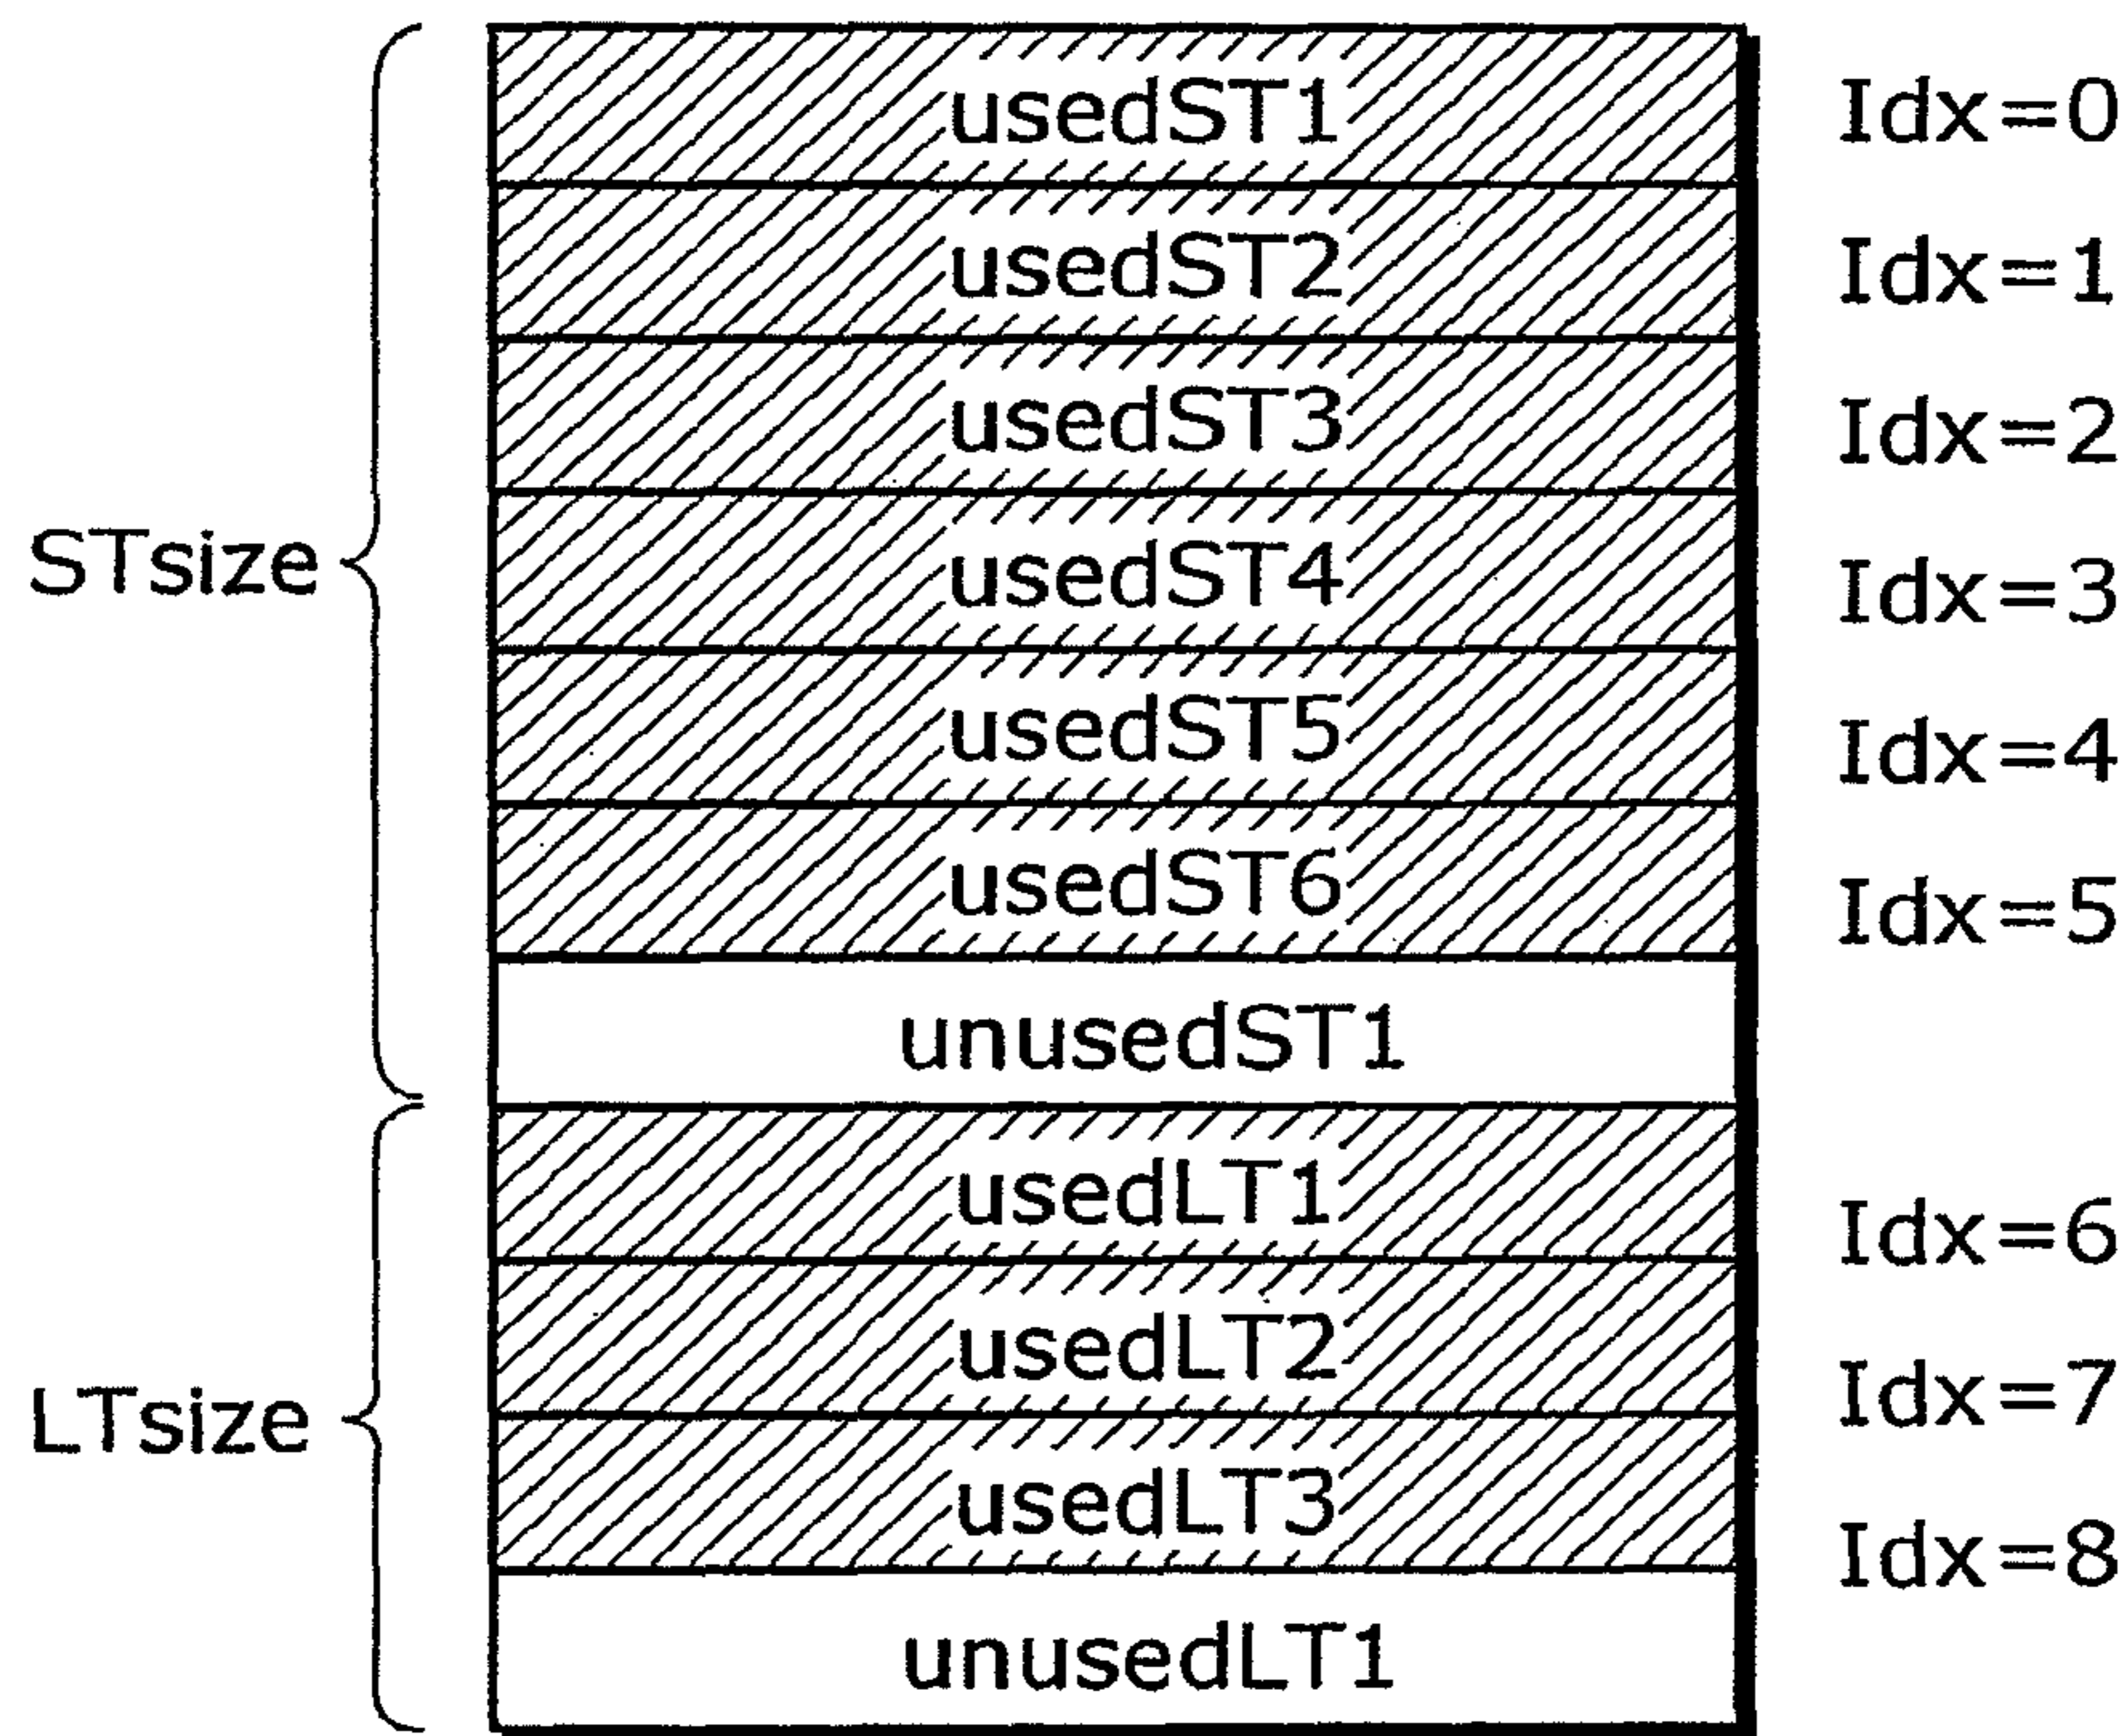 usedST1 Idx=0
usedST2 Idx=1
usedST3 Idx=2
STsize usedST4 Idx=3
usedST5 Idx=4
usedST6 Idx=5
unusedST1
usedLT1 Idx=6
usedLT2 Idx=7
LTsize usedLT3 Idx=8
unusedLT1